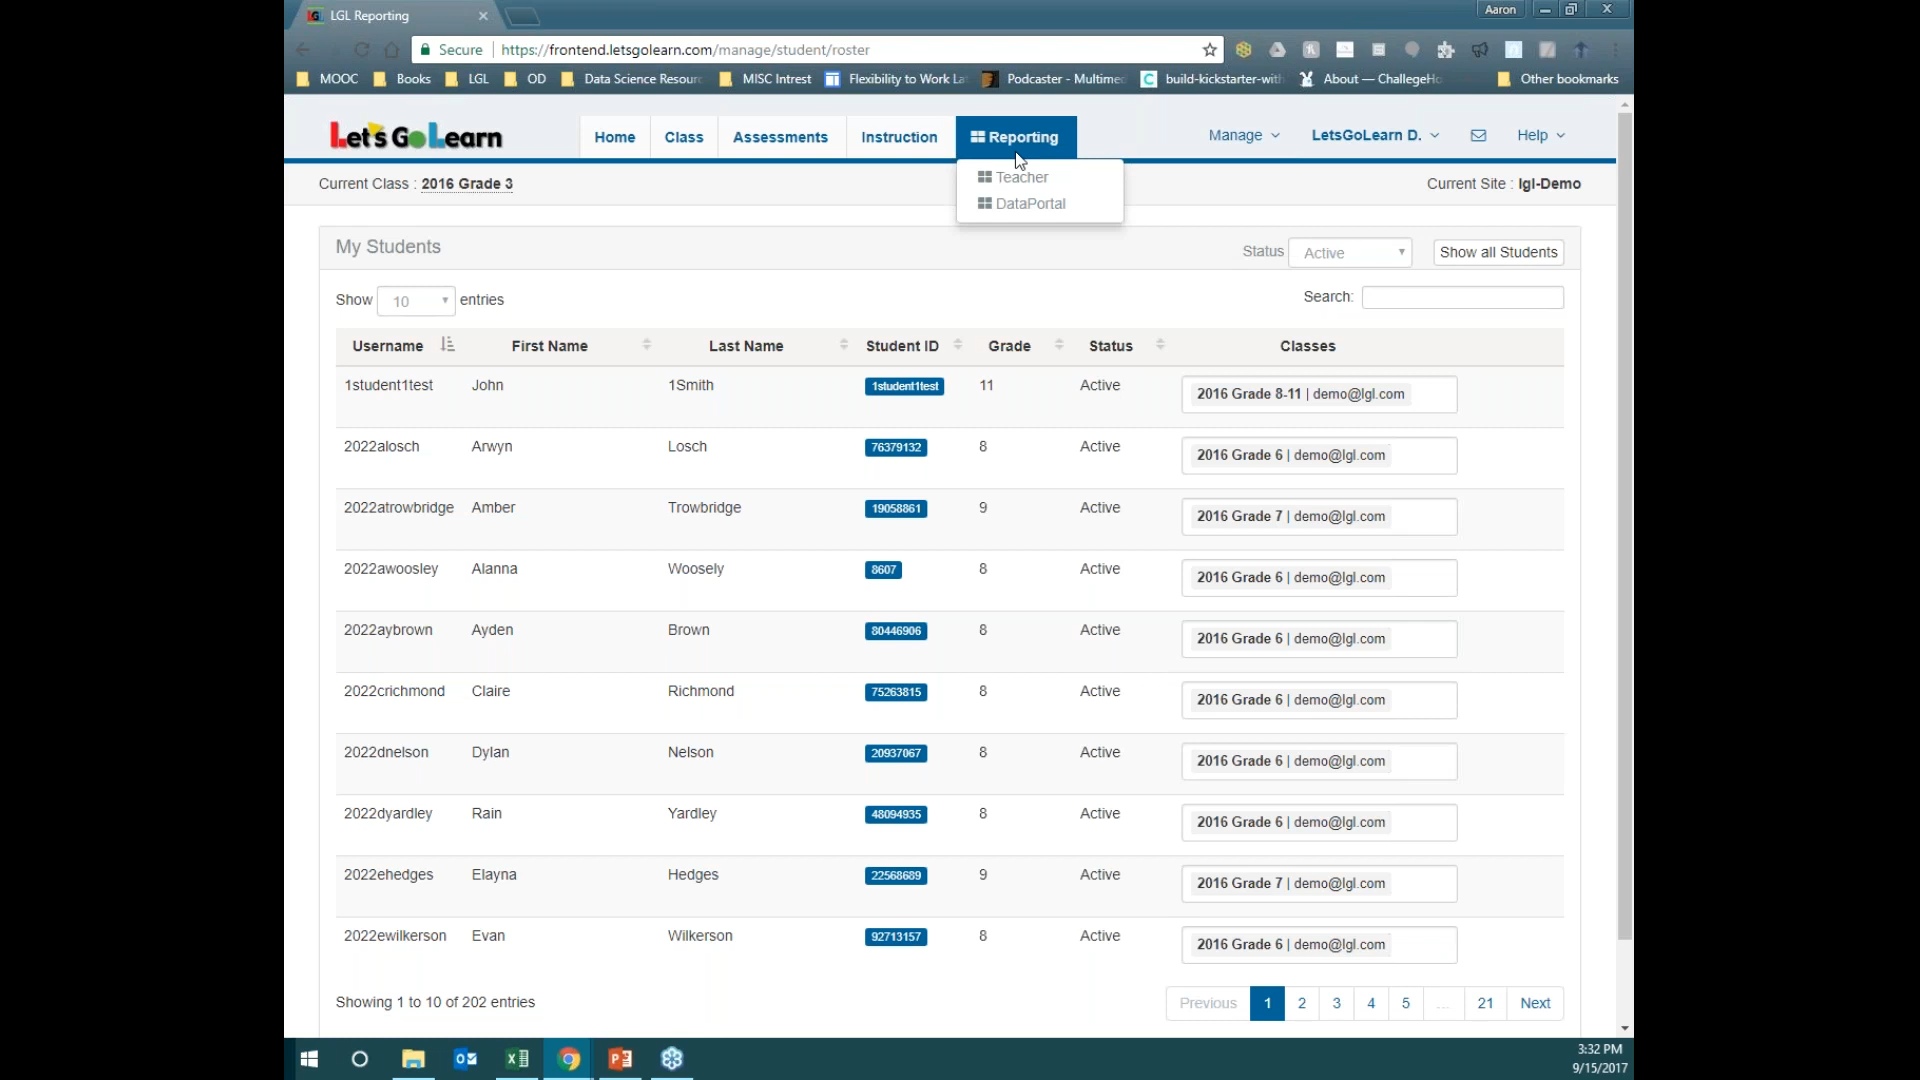 LGL Reporting
Aaron
Secure https://frontend.letsgolearn.com/manage/student/roster
MOOC Books LGL OD Data Science Resour MISC Intrest Flexibility to Work La Podcaster - Multime build-kickstarter-with About — ChallegeHo Other bookmarks
Let's Go Learn Home Class Assessments Instruction Reporting Manage LetsGoLearn D. Help
Teacher
DataPortal
Current Class : 2016 Grade 3 Current Site : lgl-Demo
My Students Status Active Show all Students
Show 10 entries Search:
Username First Name Last Name Student ID Grade Status Classes
1student1test John 1Smith 1student1test 11 Active 2016 Grade 8-11 | demo@lgl.com
2022alosch Arwyn Losch 76379132 8 Active 2016 Grade 6 | demo@lgl.com
2022atrowbridge Amber Trowbridge 19058861 9 Active 2016 Grade 7 | demo@lgl.com
2022awoosley Alanna Woosely 8607 8 Active 2016 Grade 6 | demo@lgl.com
2022aybrown Ayden Brown 80446906 8 Active 2016 Grade 6 | demo@lgl.com
2022crichmond Claire Richmond 75263815 8 Active 2016 Grade 6 | demo@lgl.com
2022dnelson Dylan Nelson 20937067 8 Active 2016 Grade 6 | demo@lgl.com
2022dyardley Rain Yardley 48094935 8 Active 2016 Grade 6 | demo@lgl.com
2022ehedges Elayna Hedges 22568689 9 Active 2016 Grade 7 | demo@lgl.com
2022ewilkerson Evan Wilkerson 92713157 8 Active 2016 Grade 6 | demo@lgl.com
Showing 1 to 10 of 202 entries Previous 1 2 3 4 5 ... 21 Next
3:32 PM
9/15/2017